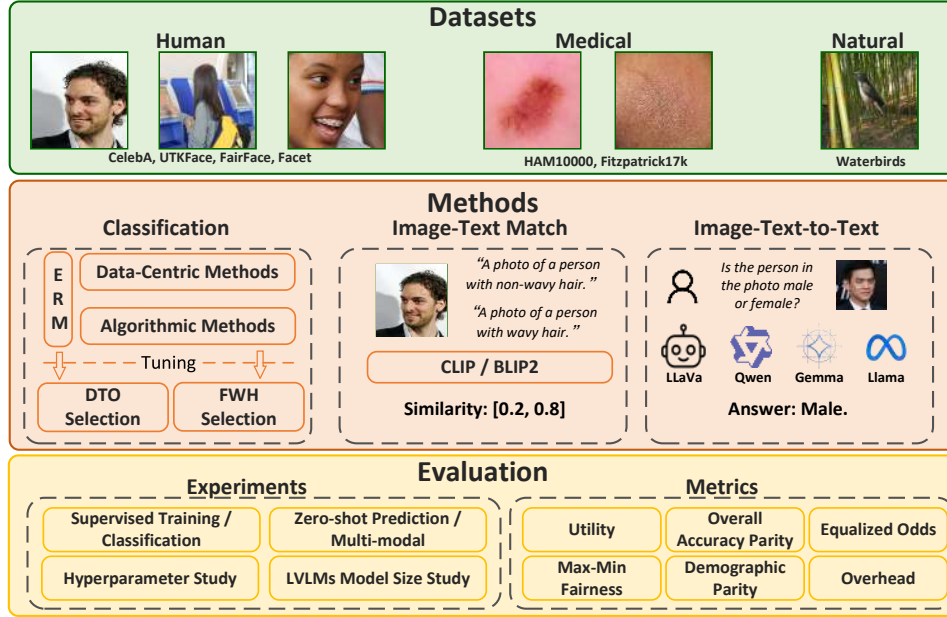 Datasets
Human
Medical
Natural
CelebA, UTKFace, FairFace, Facet
HAM10000, Fitzpatrick17k
Waterbirds
Methods
Classification
Image-Text Match
Image-Text-to-Text
E
R
M
Data-Centric Methods
Algorithmic Methods
Tuning
DTO
Selection
FWH
Selection
“A photo of a person
with non-wavy hair. ”
“A photo of a person
with wavy hair. ”
CLIP / BLIP2
Similarity: [0.2, 0.8]
Is the person in
the photo male
or female?
LLaVa
Qwen
Gemma
Llama
Answer: Male.
Evaluation
Experiments
Metrics
Supervised Training /
Classification
Zero-shot Prediction /
Multi-modal
Hyperparameter Study
LVLMs Model Size Study
Utility
Overall
Accuracy Parity
Equalized Odds
Max-Min
Fairness
Demographic
Parity
Overhead